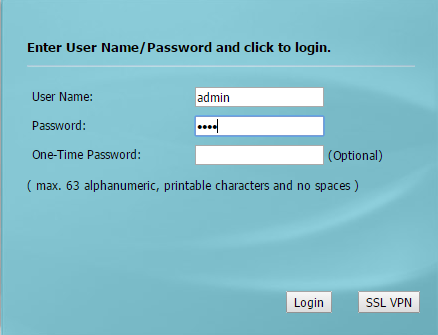 Enter User Name/Password and click to login.
User Name: admin
Password: ••••
One-Time Password: (Optional)
( max. 63 alphanumeric, printable characters and no spaces )
Login SSL VPN